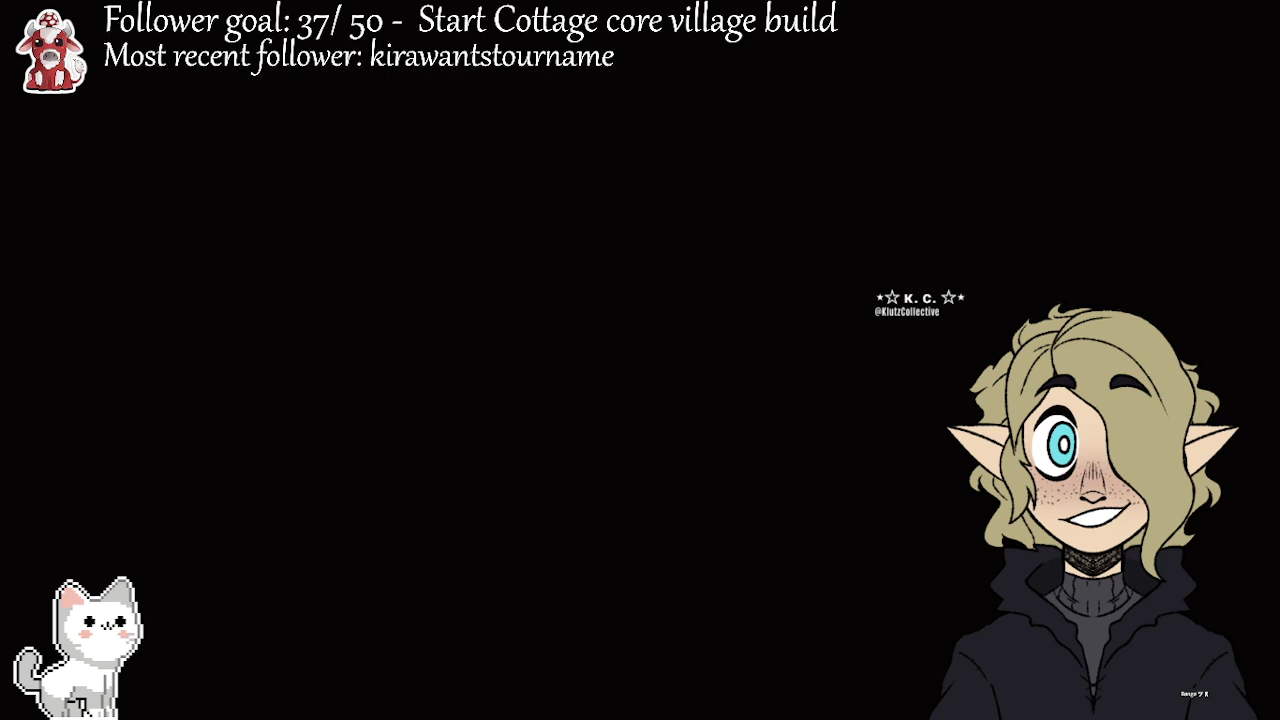 Follower goal: 37/ 50 - Start Cottage core village build
Most recent follower: kirawantstourname
⋆☆ K. C. ☆⋆
@KlutzCollective